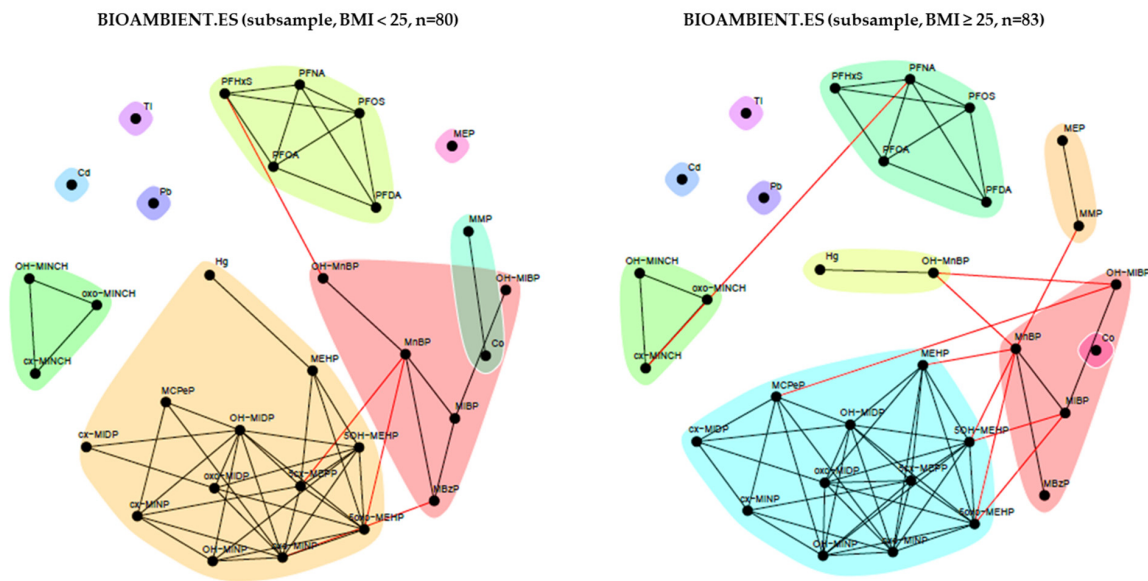 BIOAMBIENT.ES (subsample, BMI < 25, n=80)
BIOAMBIENT.ES (subsample, BMI ≥ 25, n=83)
PFHxS
PFNA
PFOS
PFOA
PFDA
Tl
Cd
Pb
MEP
MMP
OH-MIBP
Co
OH-MnBP
MnBP
MIBP
MBzP
OH-MINCH
oxo-MINCH
cx-MINCH
Hg
MEHP
MCPeP
OH-MIDP
cx-MIDP
5OH-MEHP
oxo-MIDP
5cx-MEPP
cx-MINP
5oxo-MEHP
OH-MINP
oxo-MINP
PFHxS
PFNA
PFOS
PFOA
PFDA
Tl
Cd
Pb
MEP
MMP
Hg
OH-MnBP
OH-MIBP
OH-MINCH
oxo-MINCH
cx-MINCH
MnBP
Co
MIBP
MBzP
MEHP
MCPeP
OH-MIDP
cx-MIDP
5OH-MEHP
oxo-MIDP
5cx-MEPP
cx-MINP
5oxo-MEHP
OH-MINP
oxo-MINP